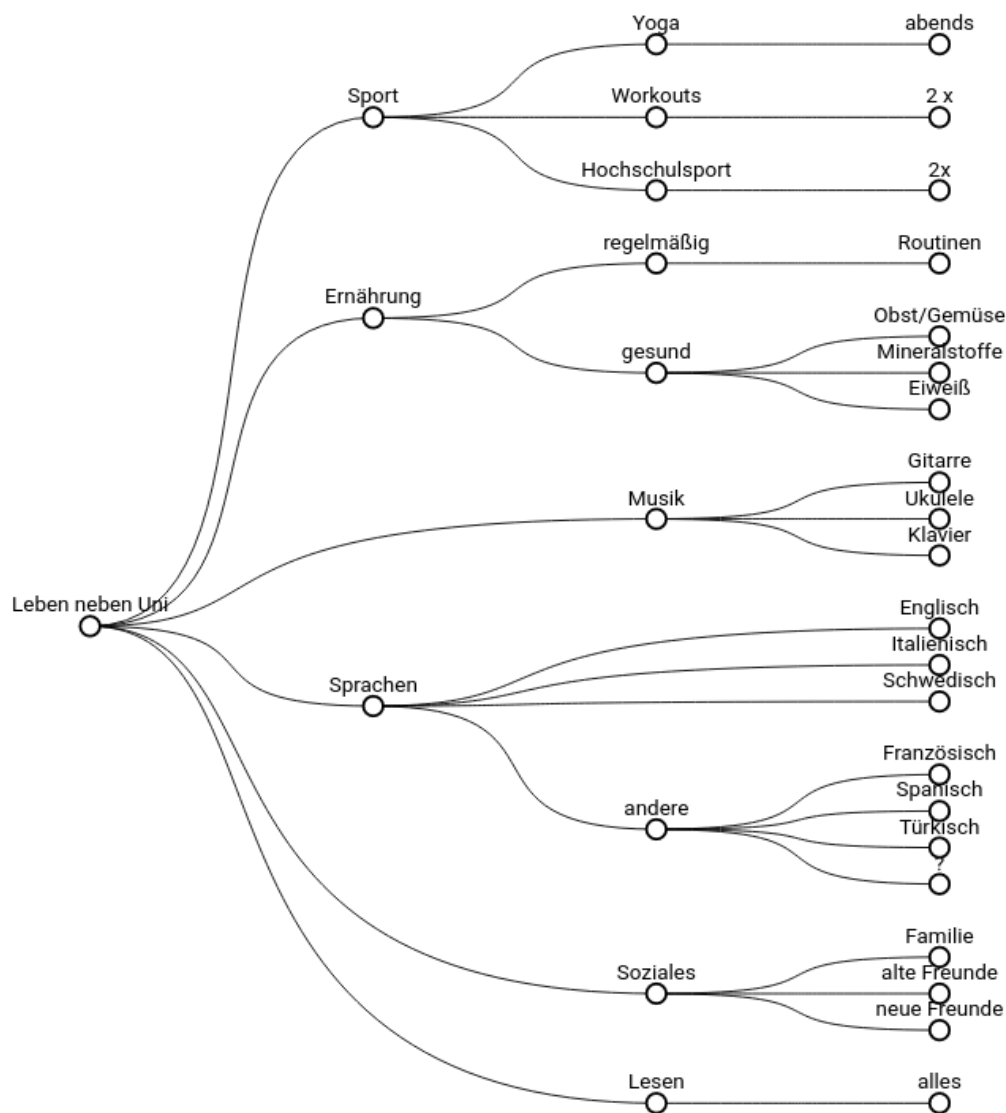 Yoga
abends
Sport
Workouts
2 x
Hochschulsport
2x
regelmäßig
Routinen
Ernährung
Obst/Gemüse
gesund
Mineralstoffe
Eiweiß
Gitarre
Musik
Ukulele
Klavier
Leben neben Uni
Englisch
Italienisch
Sprachen
Schwedisch
Französisch
Spanisch
andere
Türkisch
?
Familie
Soziales
alte Freunde
neue Freunde
Lesen
alles